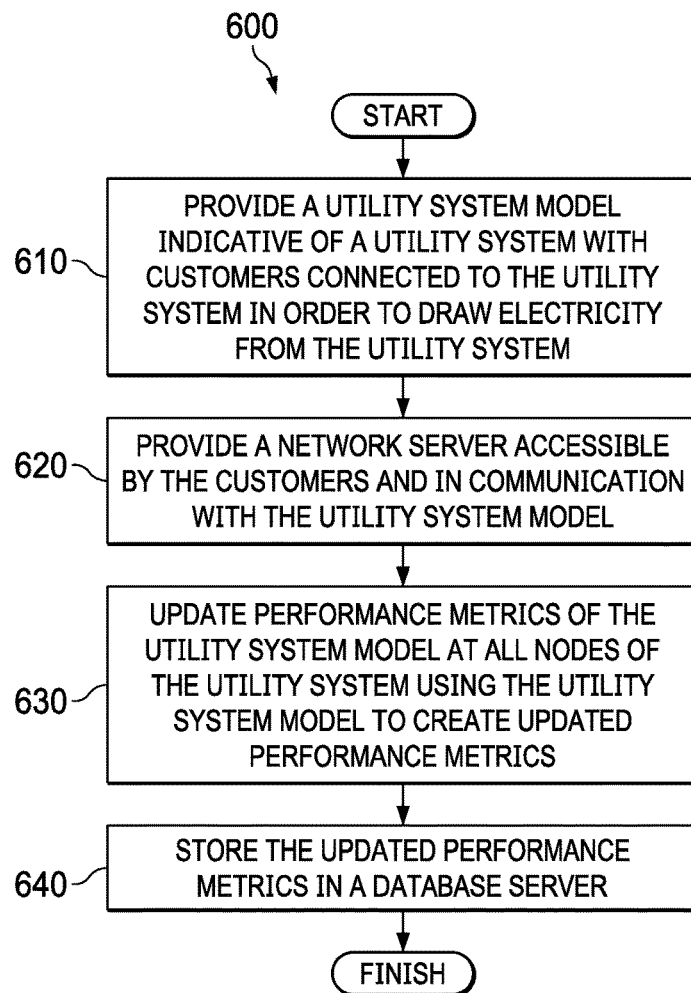 600
START
610
PROVIDE A UTILITY SYSTEM MODEL
INDICATIVE OF A UTILITY SYSTEM WITH
CUSTOMERS CONNECTED TO THE UTILITY
SYSTEM IN ORDER TO DRAW ELECTRICITY
FROM THE UTILITY SYSTEM
620
PROVIDE A NETWORK SERVER ACCESSIBLE
BY THE CUSTOMERS AND IN COMMUNICATION
WITH THE UTILITY SYSTEM MODEL
630
UPDATE PERFORMANCE METRICS OF THE
UTILITY SYSTEM MODEL AT ALL NODES OF
THE UTILITY SYSTEM USING THE UTILITY
SYSTEM MODEL TO CREATE UPDATED
PERFORMANCE METRICS
640
STORE THE UPDATED PERFORMANCE
METRICS IN A DATABASE SERVER
FINISH